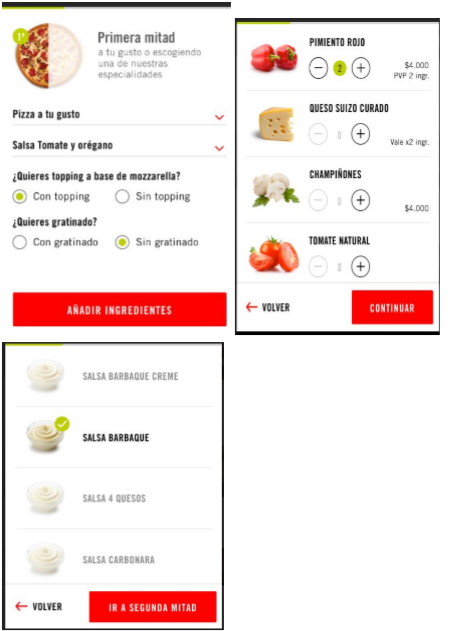 1ª
Primera mitad
a tu gusto o escogiendo
una de nuestras
especialidades
Pizza a tu gusto
Salsa Tomate y orégano
¿Quieres topping a base de mozzarella?
Con topping
Sin topping
¿Quieres gratinado?
Con gratinado
Sin gratinado
AÑADIR INGREDIENTES
PIMIENTO ROJO
2
$4.000
PVP 2 ingr.
QUESO SUIZO CURADO
0
Vale x2 ingr.
CHAMPIÑONES
0
$4.000
TOMATE NATURAL
0
VOLVER
CONTINUAR
SALSA BARBAQUE CREME
SALSA BARBAQUE
SALSA 4 QUESOS
SALSA CARBONARA
VOLVER
IR A SEGUNDA MITAD